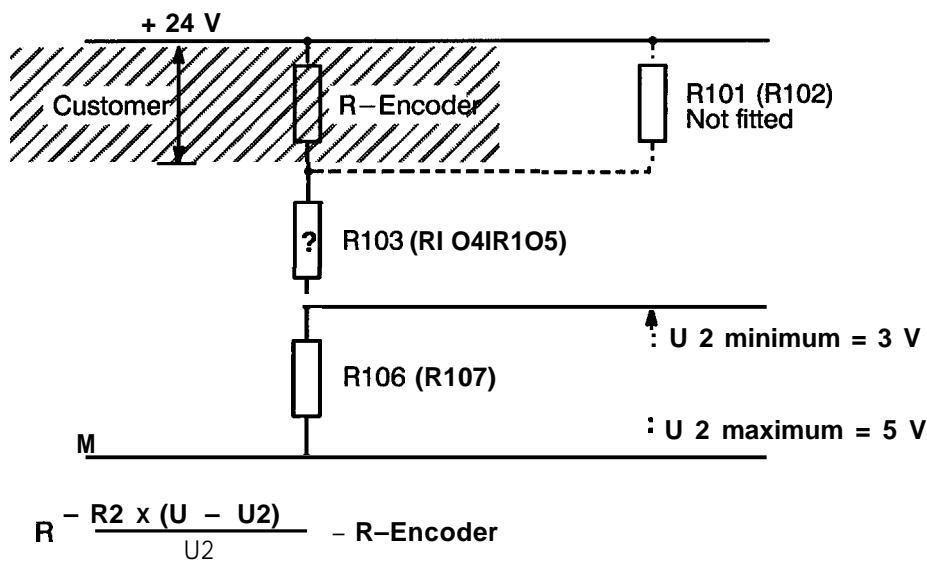 + 24 V
Customer
R–Encoder
R101 (R102)
Not fitted
?
R103 (RI O4IR1O5)
U 2 minimum = 3 V
R106 (R107)
U 2 maximum = 5 V
M
R – R2 x (U – U2)
U2
– R–Encoder